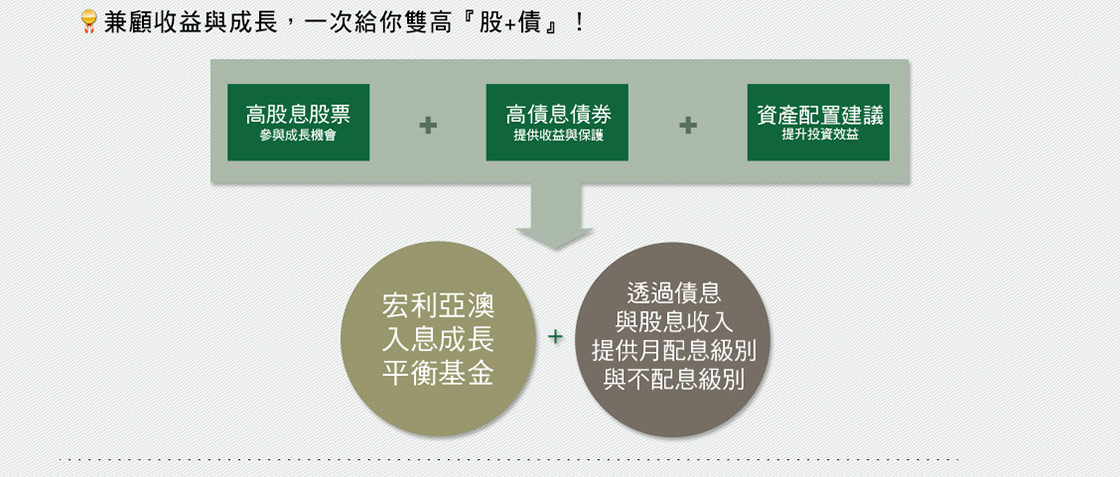 兼顧收益與成長，一次給你雙高『股+債』！
高股息股票
參與成長機會
+
高債息債券
提供收益與保護
+
資產配置建議
提升投資效益
宏利亞澳
入息成長
平衡基金
+
透過債息
與股息收入
提供月配息級別
與不配息級別